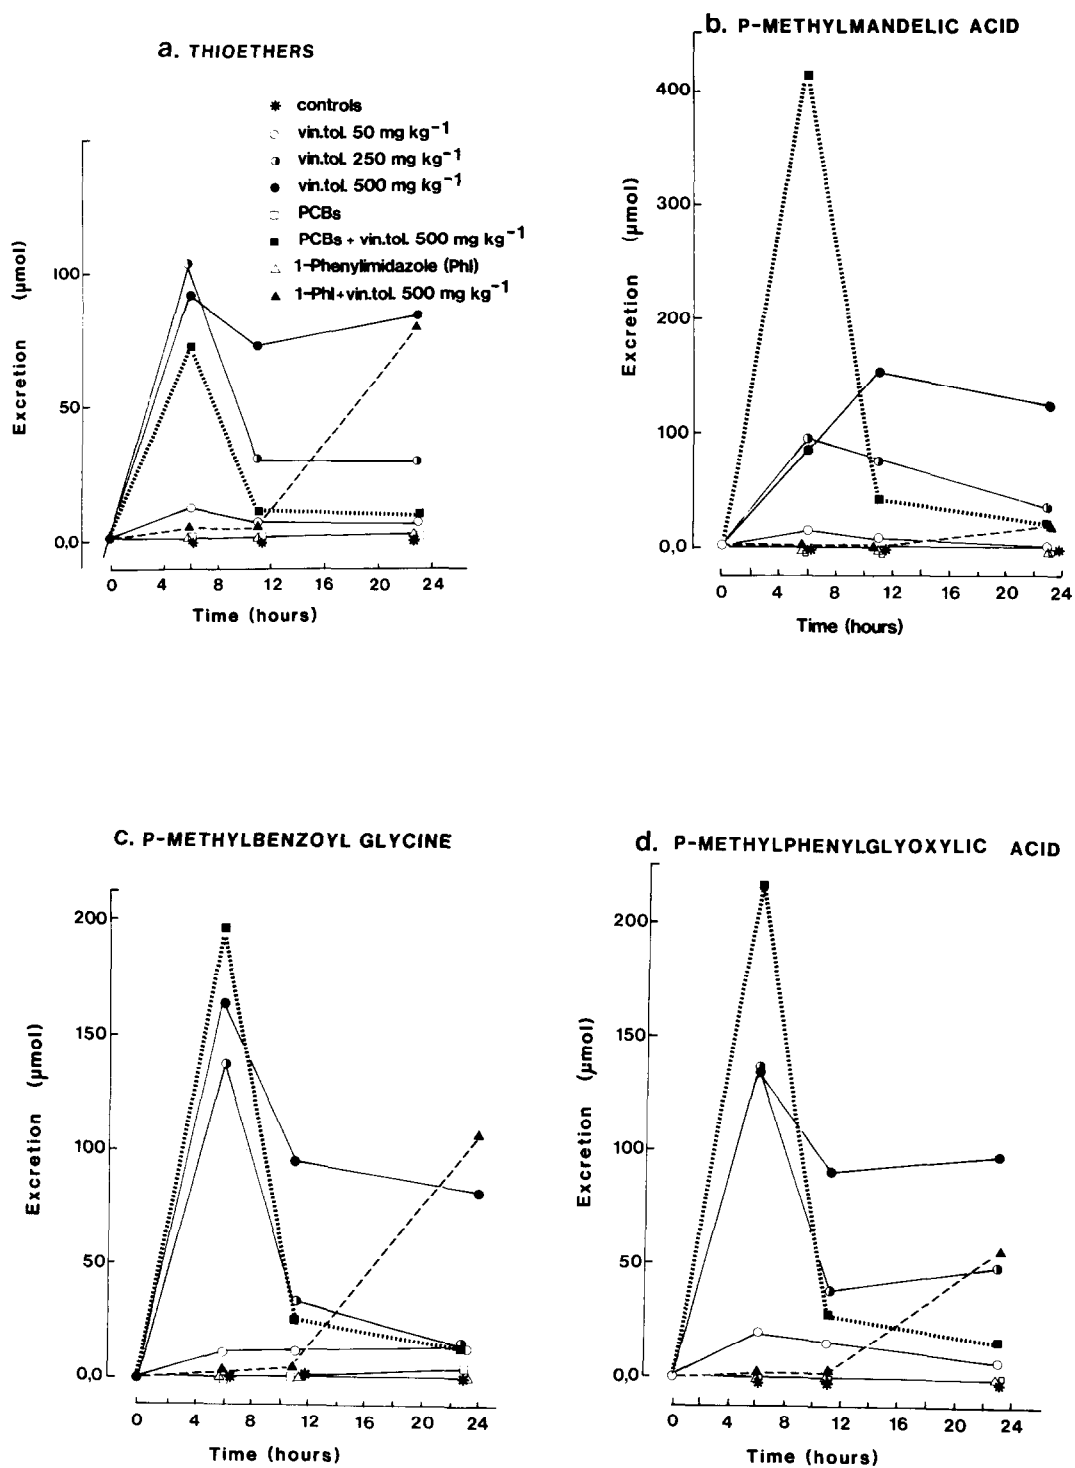 a. THIOETHERS
controls
vin.tol. 50 mg kg⁻¹
vin.tol. 250 mg kg⁻¹
vin.tol. 500 mg kg⁻¹
PCBs
PCBs + vin.tol. 500 mg kg⁻¹
1-Phenylimidazole (PhI)
1-PhI+vin.tol. 500 mg kg⁻¹
Excretion (µmol)
100
50
0,0
0 4 8 12 16 20 24
Time (hours)
b. P-METHYLMANDELIC ACID
Excretion (µmol)
400
300
200
100
0,0
0 4 8 12 16 20 24
Time (hours)
C. P-METHYLBENZOYL GLYCINE
Excretion (µmol)
200
150
100
50
0,0
0 4 8 12 16 20 24
Time (hours)
d. P-METHYLPHENYLGLYOXYLIC ACID
Excretion (µmol)
200
150
100
50
0,0
0 4 8 12 16 20 24
Time (hours)